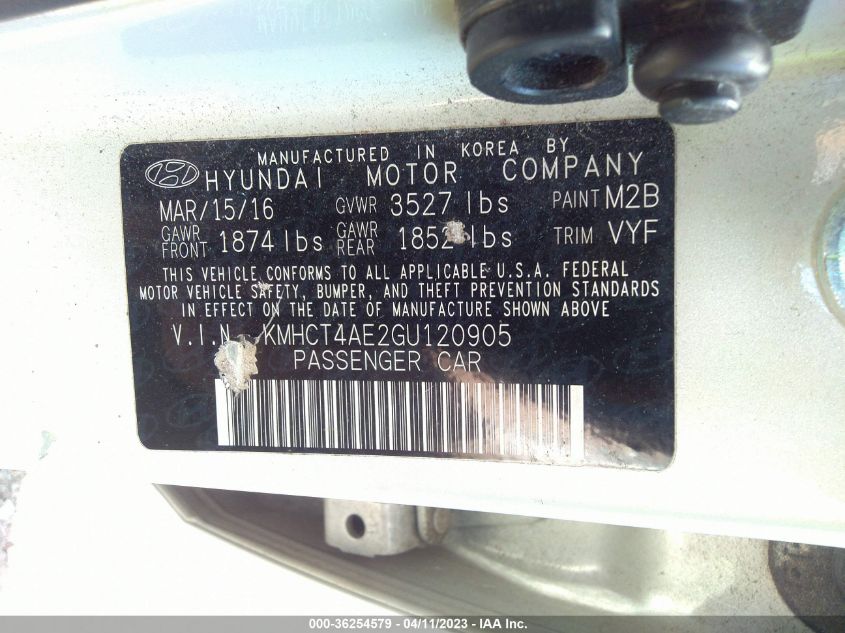 MANUFACTURED IN KOREA BY
HYUNDAI MOTOR COMPANY
MAR/15/16 GVWR 3527 lbs PAINT M2B
GAWR FRONT 1874 lbs GAWR REAR 1852 lbs TRIM VYF
THIS VEHICLE CONFORMS TO ALL APPLICABLE U.S.A. FEDERAL
MOTOR VEHICLE SAFETY, BUMPER, AND THEFT PREVENTION STANDARDS
IN EFFECT ON THE DATE OF MANUFACTURE SHOWN ABOVE
V.I.N KMHCT4AE2GU120905
PASSENGER CAR
000-36254579 - 04/11/2023 - IAA Inc.